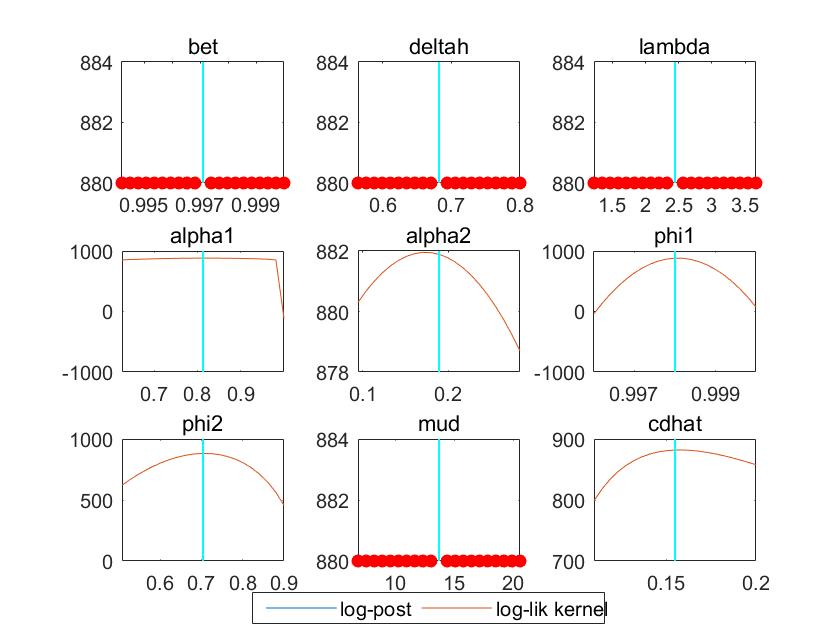 bet
deltah
lambda
884
882
880
0.995 0.997 0.999
884
882
880
0.6 0.7 0.8
884
882
880
1.5 2 2.5 3 3.5
alpha1
alpha2
phi1
1000
0
-1000
0.7 0.8 0.9
882
880
878
0.1 0.2
1000
0
-1000
0.997 0.999
phi2
mud
cdhat
1000
500
0
0.6 0.7 0.8 0.9
884
882
880
10 15 20
900
800
700
0.15 0.2
log-post log-lik kernel